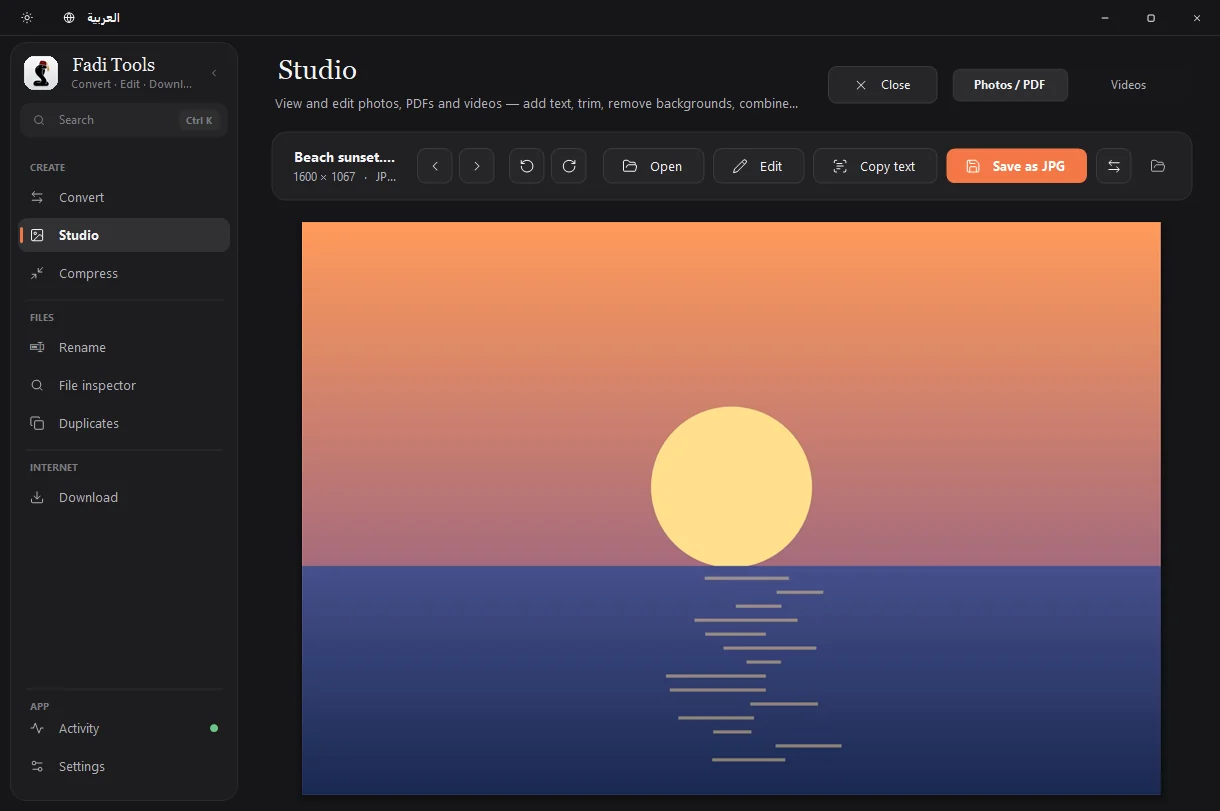 العربية
Fadi Tools
Convert · Edit · Downl...
Search
Ctrl K
CREATE
Convert
Studio
Compress
FILES
Rename
File inspector
Duplicates
INTERNET
Download
APP
Activity
Settings
Studio
View and edit photos, PDFs and videos — add text, trim, remove backgrounds, combine...
Close
Photos / PDF
Videos
Beach sunset....
1600 × 1067 · JP...
Open
Edit
Copy text
Save as JPG